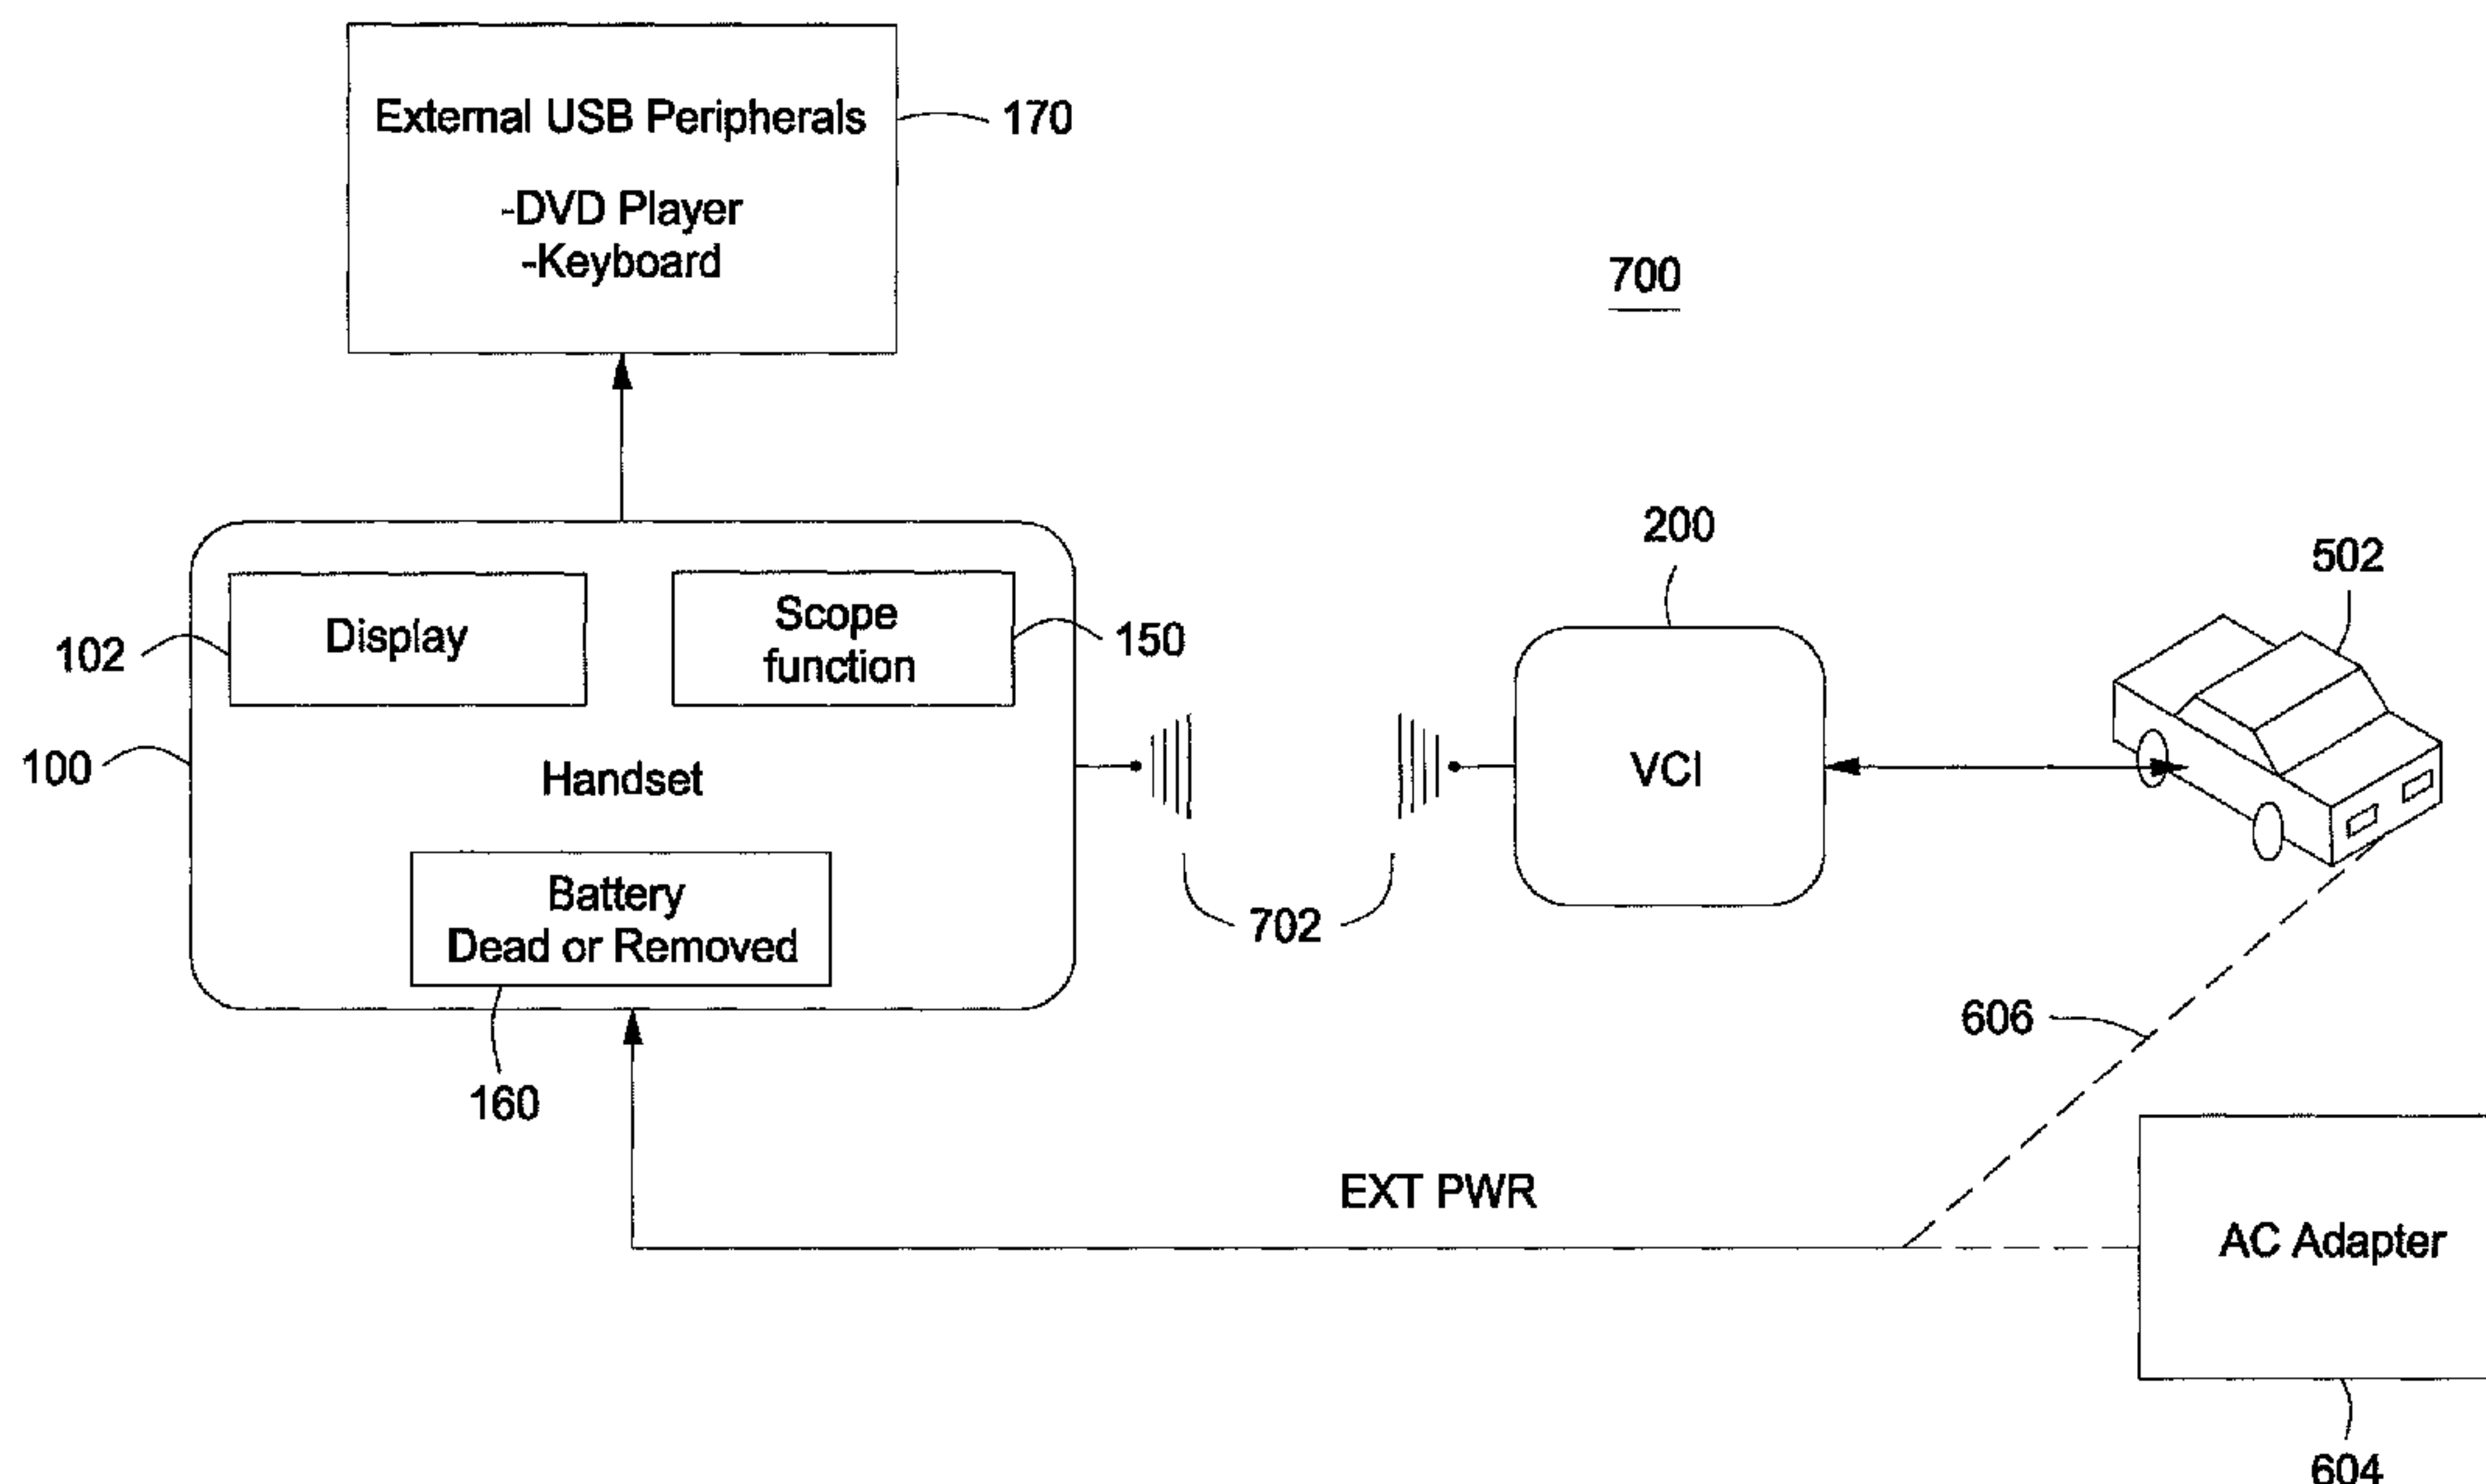 External USB Peripherals
-DVD Player
-Keyboard
170
700
200
502
Display
Scope
function
102
150
100
Handset
VCI
Battery
Dead or Removed
702
160
606
EXT PWR
AC Adapter
604